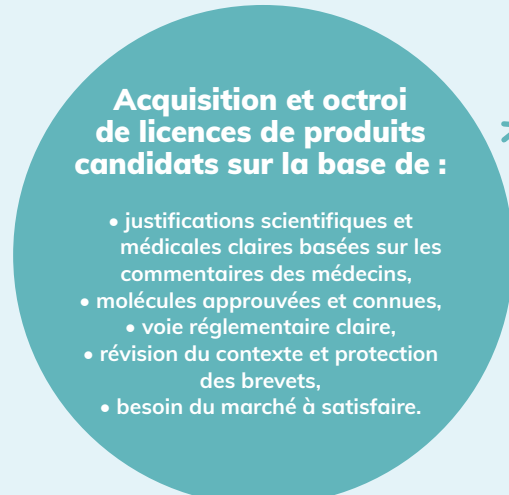 Acquisition et octroi
de licences de produits
candidats sur la base de :
• justifications scientifiques et
médicales claires basées sur les
commentaires des médecins,
• molécules approuvées et connues,
• voie réglementaire claire,
• révision du contexte et protection
des brevets,
• besoin du marché à satisfaire.